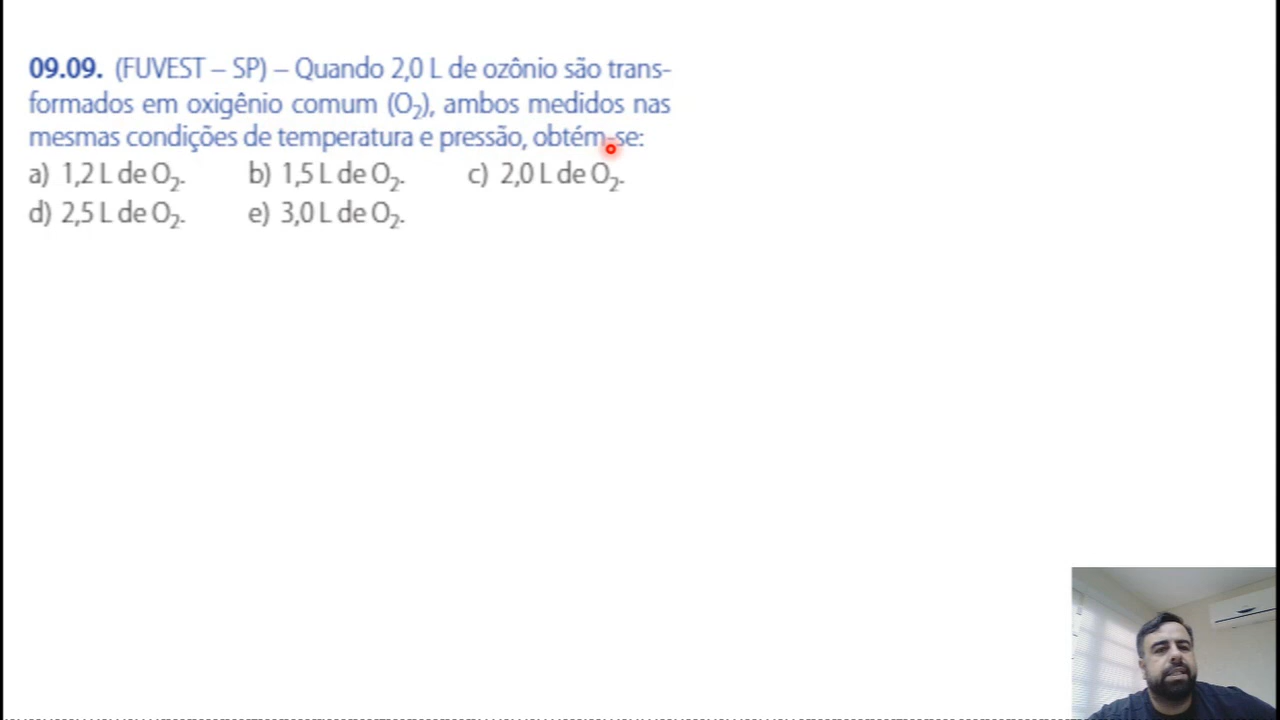 09.09. (FUVEST – SP) – Quando 2,0 L de ozônio são trans-
formados em oxigênio comum (O₂), ambos medidos nas
mesmas condições de temperatura e pressão, obtém-se:
a) 1,2 L de O₂. b) 1,5 L de O₂. c) 2,0 L de O₂.
d) 2,5 L de O₂. e) 3,0 L de O₂.